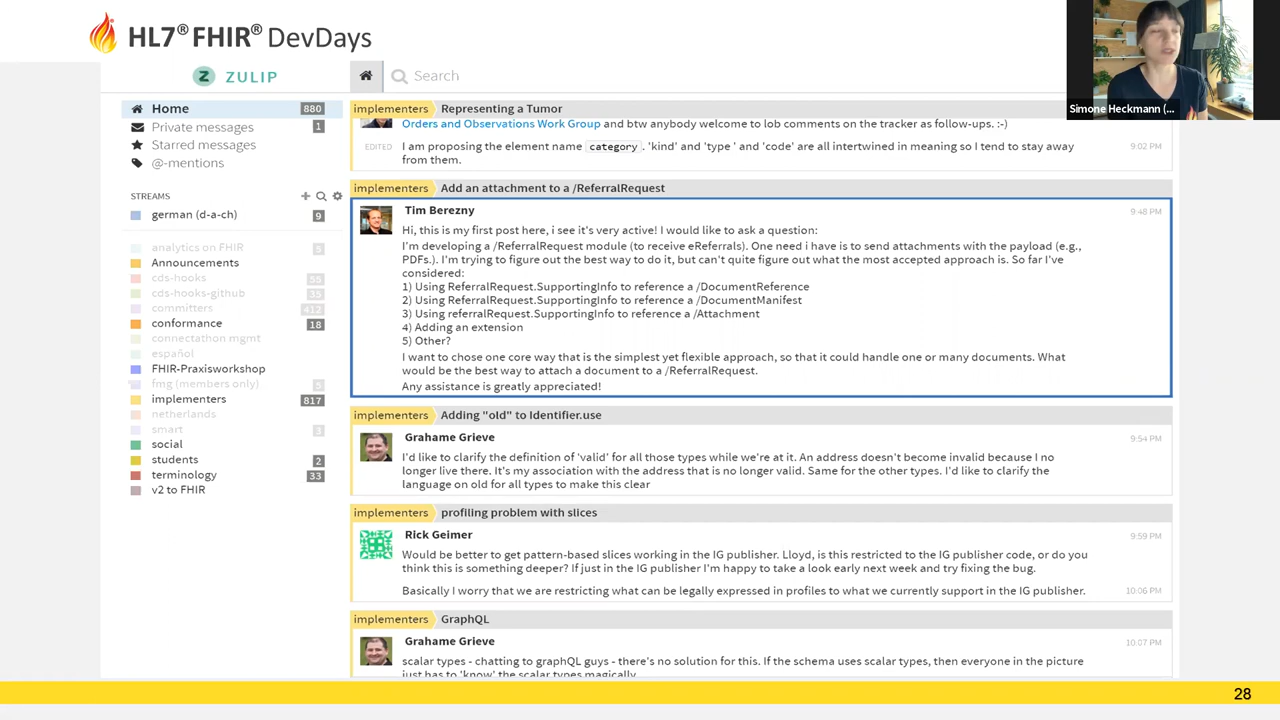 HL7® FHIR® DevDays
Simone Heckmann (...
Z ZULIP
Search
Home 880
Private messages 1
Starred messages
@-mentions
STREAMS
german (d-a-ch) 9
analytics on FHIR 5
Announcements
cds-hooks 55
cds-hooks-github 35
committers 412
conformance 18
connectathon mgmt
español
FHIR-Praxisworkshop
fmg (members only) 5
implementers 817
netherlands
smart 3
social
students 2
terminology 33
v2 to FHIR
implementers Representing a Tumor
Orders and Observations Work Group and btw anybody welcome to lob comments on the tracker as follow-ups. :-)
EDITED I am proposing the element name category. 'kind' and 'type ' and 'code' are all intertwined in meaning so I tend to stay away 9:02 PM
from them.
implementers Add an attachment to a /ReferralRequest
Tim Berezny 9:48 PM
Hi, this is my first post here, i see it's very active! I would like to ask a question:
I'm developing a /ReferralRequest module (to receive eReferrals). One need i have is to send attachments with the payload (e.g.,
PDFs.). I'm trying to figure out the best way to do it, but can't quite figure out what the most accepted approach is. So far I've
considered:
1) Using ReferralRequest.SupportingInfo to reference a /DocumentReference
2) Using ReferralRequest.SupportingInfo to reference a /DocumentManifest
3) Using referralRequest.SupportingInfo to reference a /Attachment
4) Adding an extension
5) Other?
I want to chose one core way that is the simplest yet flexible approach, so that it could handle one or many documents. What
would be the best way to attach a document to a /ReferralRequest.
Any assistance is greatly appreciated!
implementers Adding "old" to Identifier.use
Grahame Grieve 9:54 PM
I'd like to clarify the definition of 'valid' for all those types while we're at it. An address doesn't become invalid because I no
longer live there. It's my association with the address that is no longer valid. Same for the other types. I'd like to clarify the
language on old for all types to make this clear
implementers profiling problem with slices
Rick Geimer 9:59 PM
Would be better to get pattern-based slices working in the IG publisher. Lloyd, is this restricted to the IG publisher code, or do you
think this is something deeper? If just in the IG publisher I'm happy to take a look early next week and try fixing the bug.
Basically I worry that we are restricting what can be legally expressed in profiles to what we currently support in the IG publisher. 10:06 PM
implementers GraphQL
Grahame Grieve 10:07 PM
scalar types - chatting to graphQL guys - there's no solution for this. If the schema uses scalar types, then everyone in the picture
just has to 'know' the scalar types magically
28